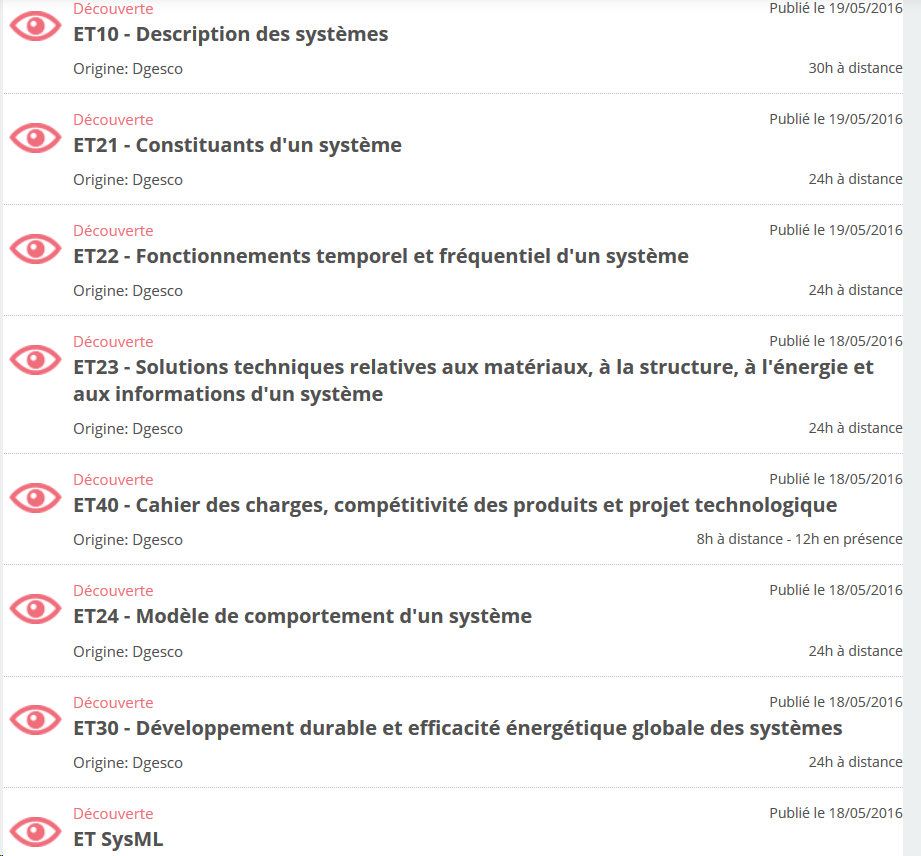 Découverte
Publié le 19/05/2016
ET10 - Description des systèmes
Origine: Dgesco
30h à distance
Découverte
Publié le 19/05/2016
ET21 - Constituants d'un système
Origine: Dgesco
24h à distance
Découverte
Publié le 19/05/2016
ET22 - Fonctionnements temporel et fréquentiel d'un système
Origine: Dgesco
24h à distance
Découverte
Publié le 18/05/2016
ET23 - Solutions techniques relatives aux matériaux, à la structure, à l'énergie et
aux informations d'un système
Origine: Dgesco
24h à distance
Découverte
Publié le 18/05/2016
ET40 - Cahier des charges, compétitivité des produits et projet technologique
Origine: Dgesco
8h à distance - 12h en présence
Découverte
Publié le 18/05/2016
ET24 - Modèle de comportement d'un système
Origine: Dgesco
24h à distance
Découverte
Publié le 18/05/2016
ET30 - Développement durable et efficacité énergétique globale des systèmes
Origine: Dgesco
24h à distance
Découverte
Publié le 18/05/2016
ET SysML